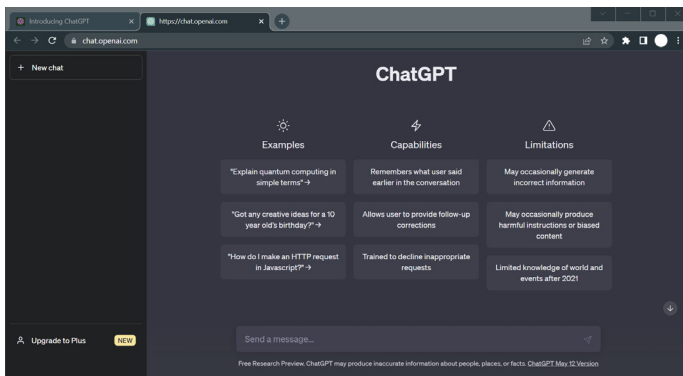 Introducing ChatGPT
https://chat.openai.com
chat.openai.com
+ New chat
ChatGPT
Examples
Capabilities
Limitations
"Explain quantum computing in
simple terms" →
Remembers what user said
earlier in the conversation
May occasionally generate
incorrect information
"Got any creative ideas for a 10
year old's birthday?" →
Allows user to provide follow-up
corrections
May occasionally produce
harmful instructions or biased
content
"How do I make an HTTP request
in Javascript?" →
Trained to decline inappropriate
requests
Limited knowledge of world and
events after 2021
Upgrade to Plus
NEW
Send a message...
Free Research Preview. ChatGPT may produce inaccurate information about people, places, or facts. ChatGPT May 12 Version